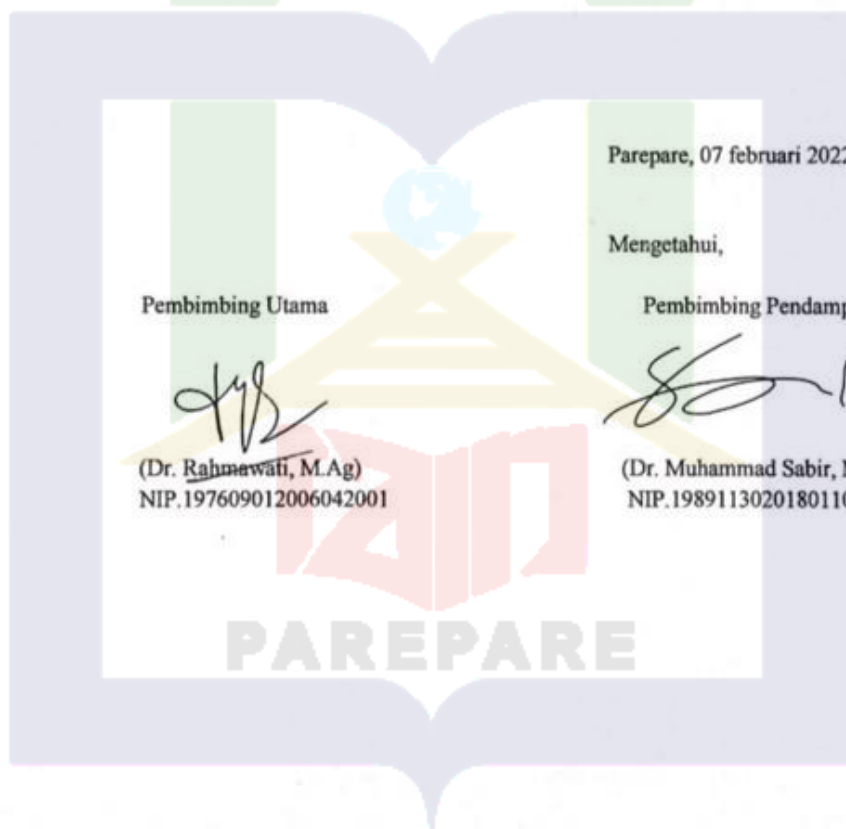 Parepare, 07 februari 2022
Mengetahui,
Pembimbing Utama
Pembimbing Pendamp
(Dr. Rahmawati, M.Ag)
NIP.197609012006042001
(Dr. Muhammad Sabir,
NIP.1989113020180110
iain
PAREPARE